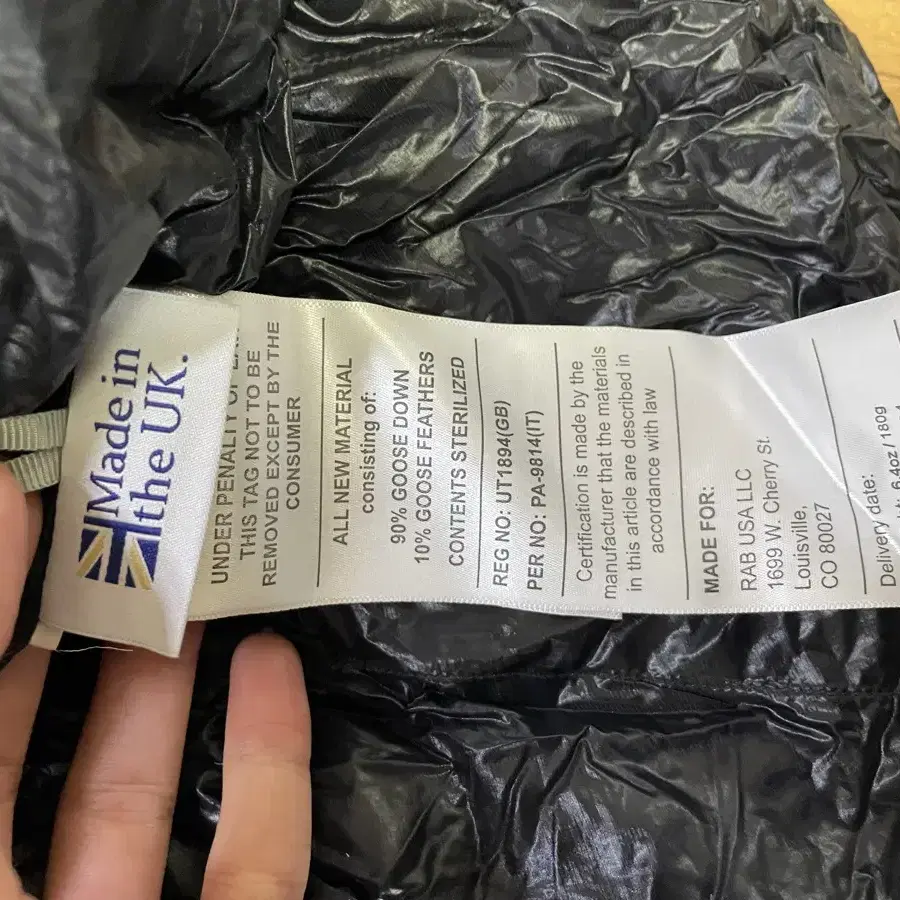 Made in
the UK.
UNDER PENALTY OF
THIS TAG NOT TO BE
REMOVED EXCEPT BY THE
CONSUMER
ALL NEW MATERIAL
consisting of:
90% GOOSE DOWN
10% GOOSE FEATHERS
CONTENTS STERILIZED
REG NO: UT1894(GB)
PER NO: PA-9814(IT)
Certification is made by the
manufacturer that the materials
in this article are described in
accordance with law
MADE FOR:
RAB USA LLC
1699 W. Cherry St.
Louisville,
CO 80027
Delivery date:
6.4oz / 180g